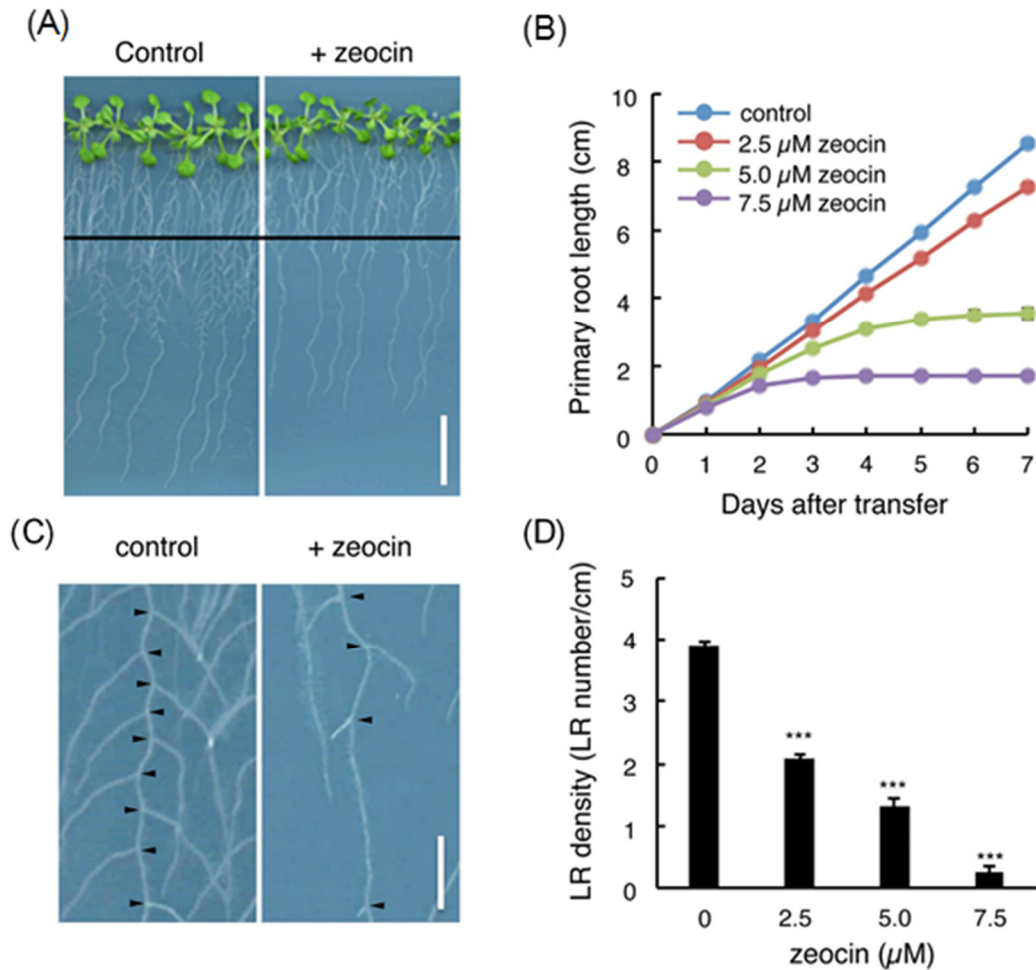 (A)
Control
+ zeocin
(B)
Primary root length (cm)
10
8
6
4
2
0
control
2.5 µM zeocin
5.0 µM zeocin
7.5 µM zeocin
0 1 2 3 4 5 6 7
Days after transfer
(C)
control
+ zeocin
(D)
LR density (LR number/cm)
5
4
3
2
1
0
***
***
***
0 2.5 5.0 7.5
zeocin (µM)